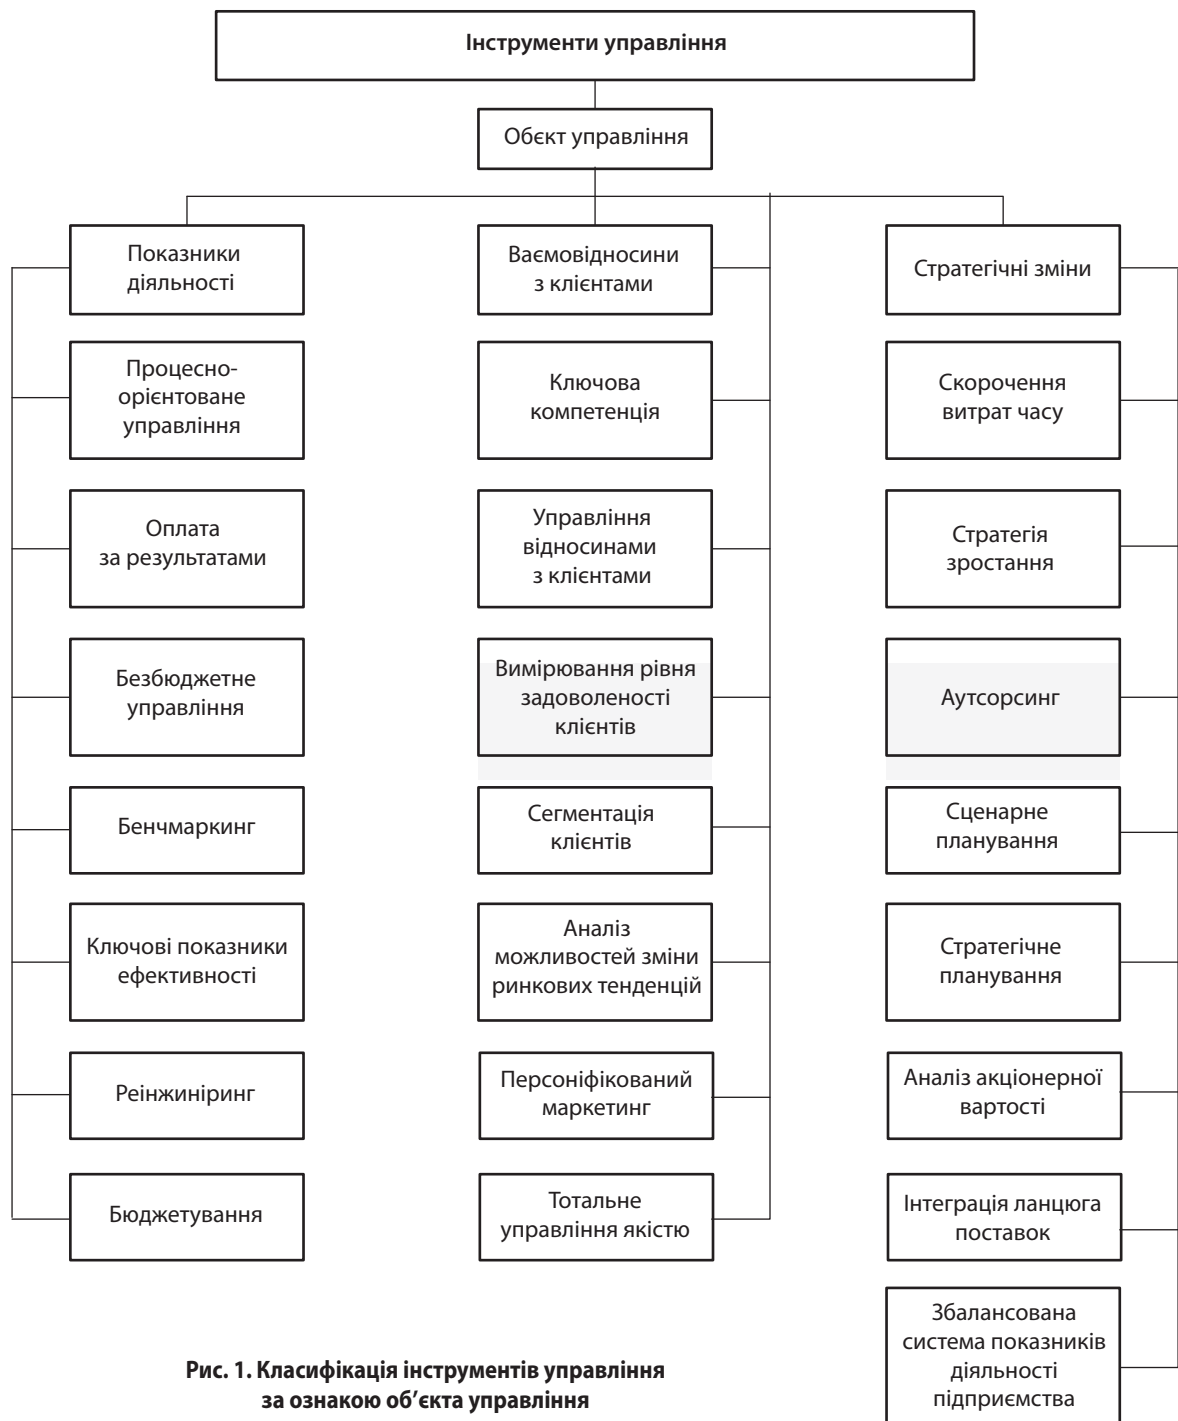 Інструменти управління
Обєкт управління
Показники
діяльності
Процесно-
орієнтоване
управління
Оплата
за результатами
Безбюджетне
управління
Бенчмаркинг
Ключові показники
ефективності
Реінжиніринг
Бюджетування
Ваємовідносини
з клієнтами
Ключова
компетенція
Управління
відносинами
з клієнтами
Вимірювання рівня
задоволеності
клієнтів
Сегментація
клієнтів
Аналіз
можливостей зміни
ринкових тенденцій
Персоніфікований
маркетинг
Тотальне
управління якістю
Стратегічні зміни
Скорочення
витрат часу
Стратегія
зростання
Аутсорсинг
Сценарне
планування
Стратегічне
планування
Аналіз акціонерної
вартості
Інтеграція ланцюга
поставок
Збалансована
система показників
діяльності
підприємства
Рис. 1. Класифікація інструментів управління
за ознакою об’єкта управління